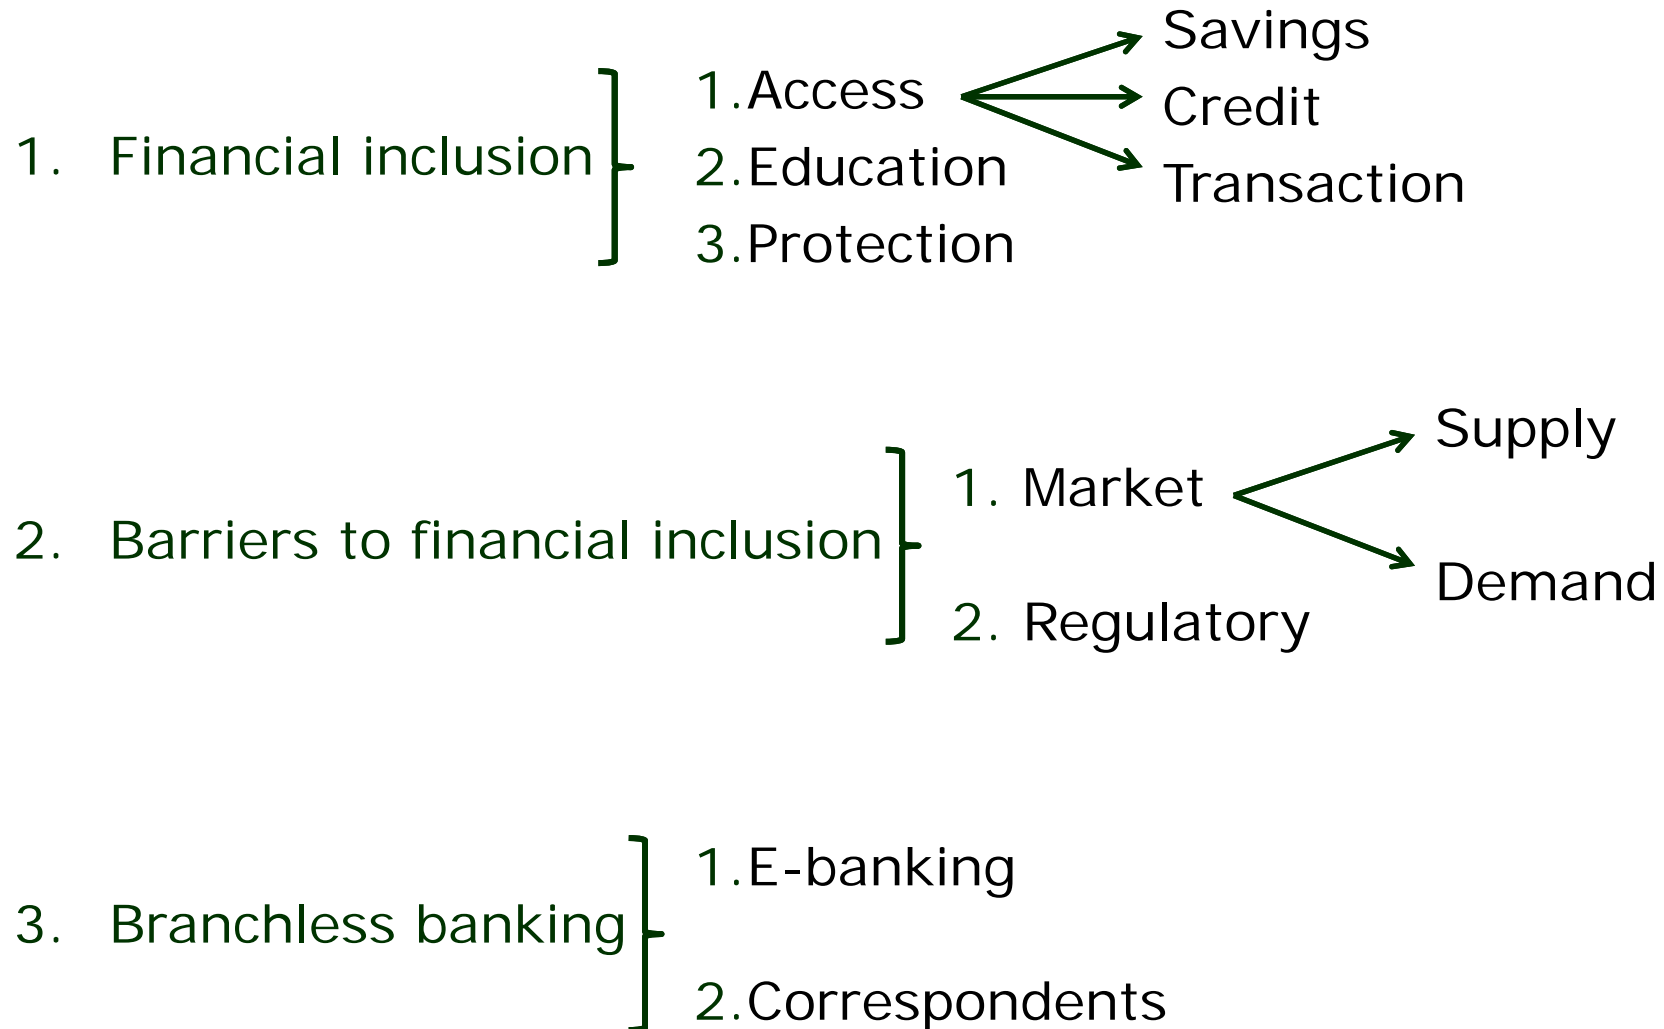 1. Financial inclusion
1. Access
Savings
Credit
Transaction
2. Education
3. Protection
2. Barriers to financial inclusion
1. Market
Supply
Demand
2. Regulatory
3. Branchless banking
1. E-banking
2. Correspondents